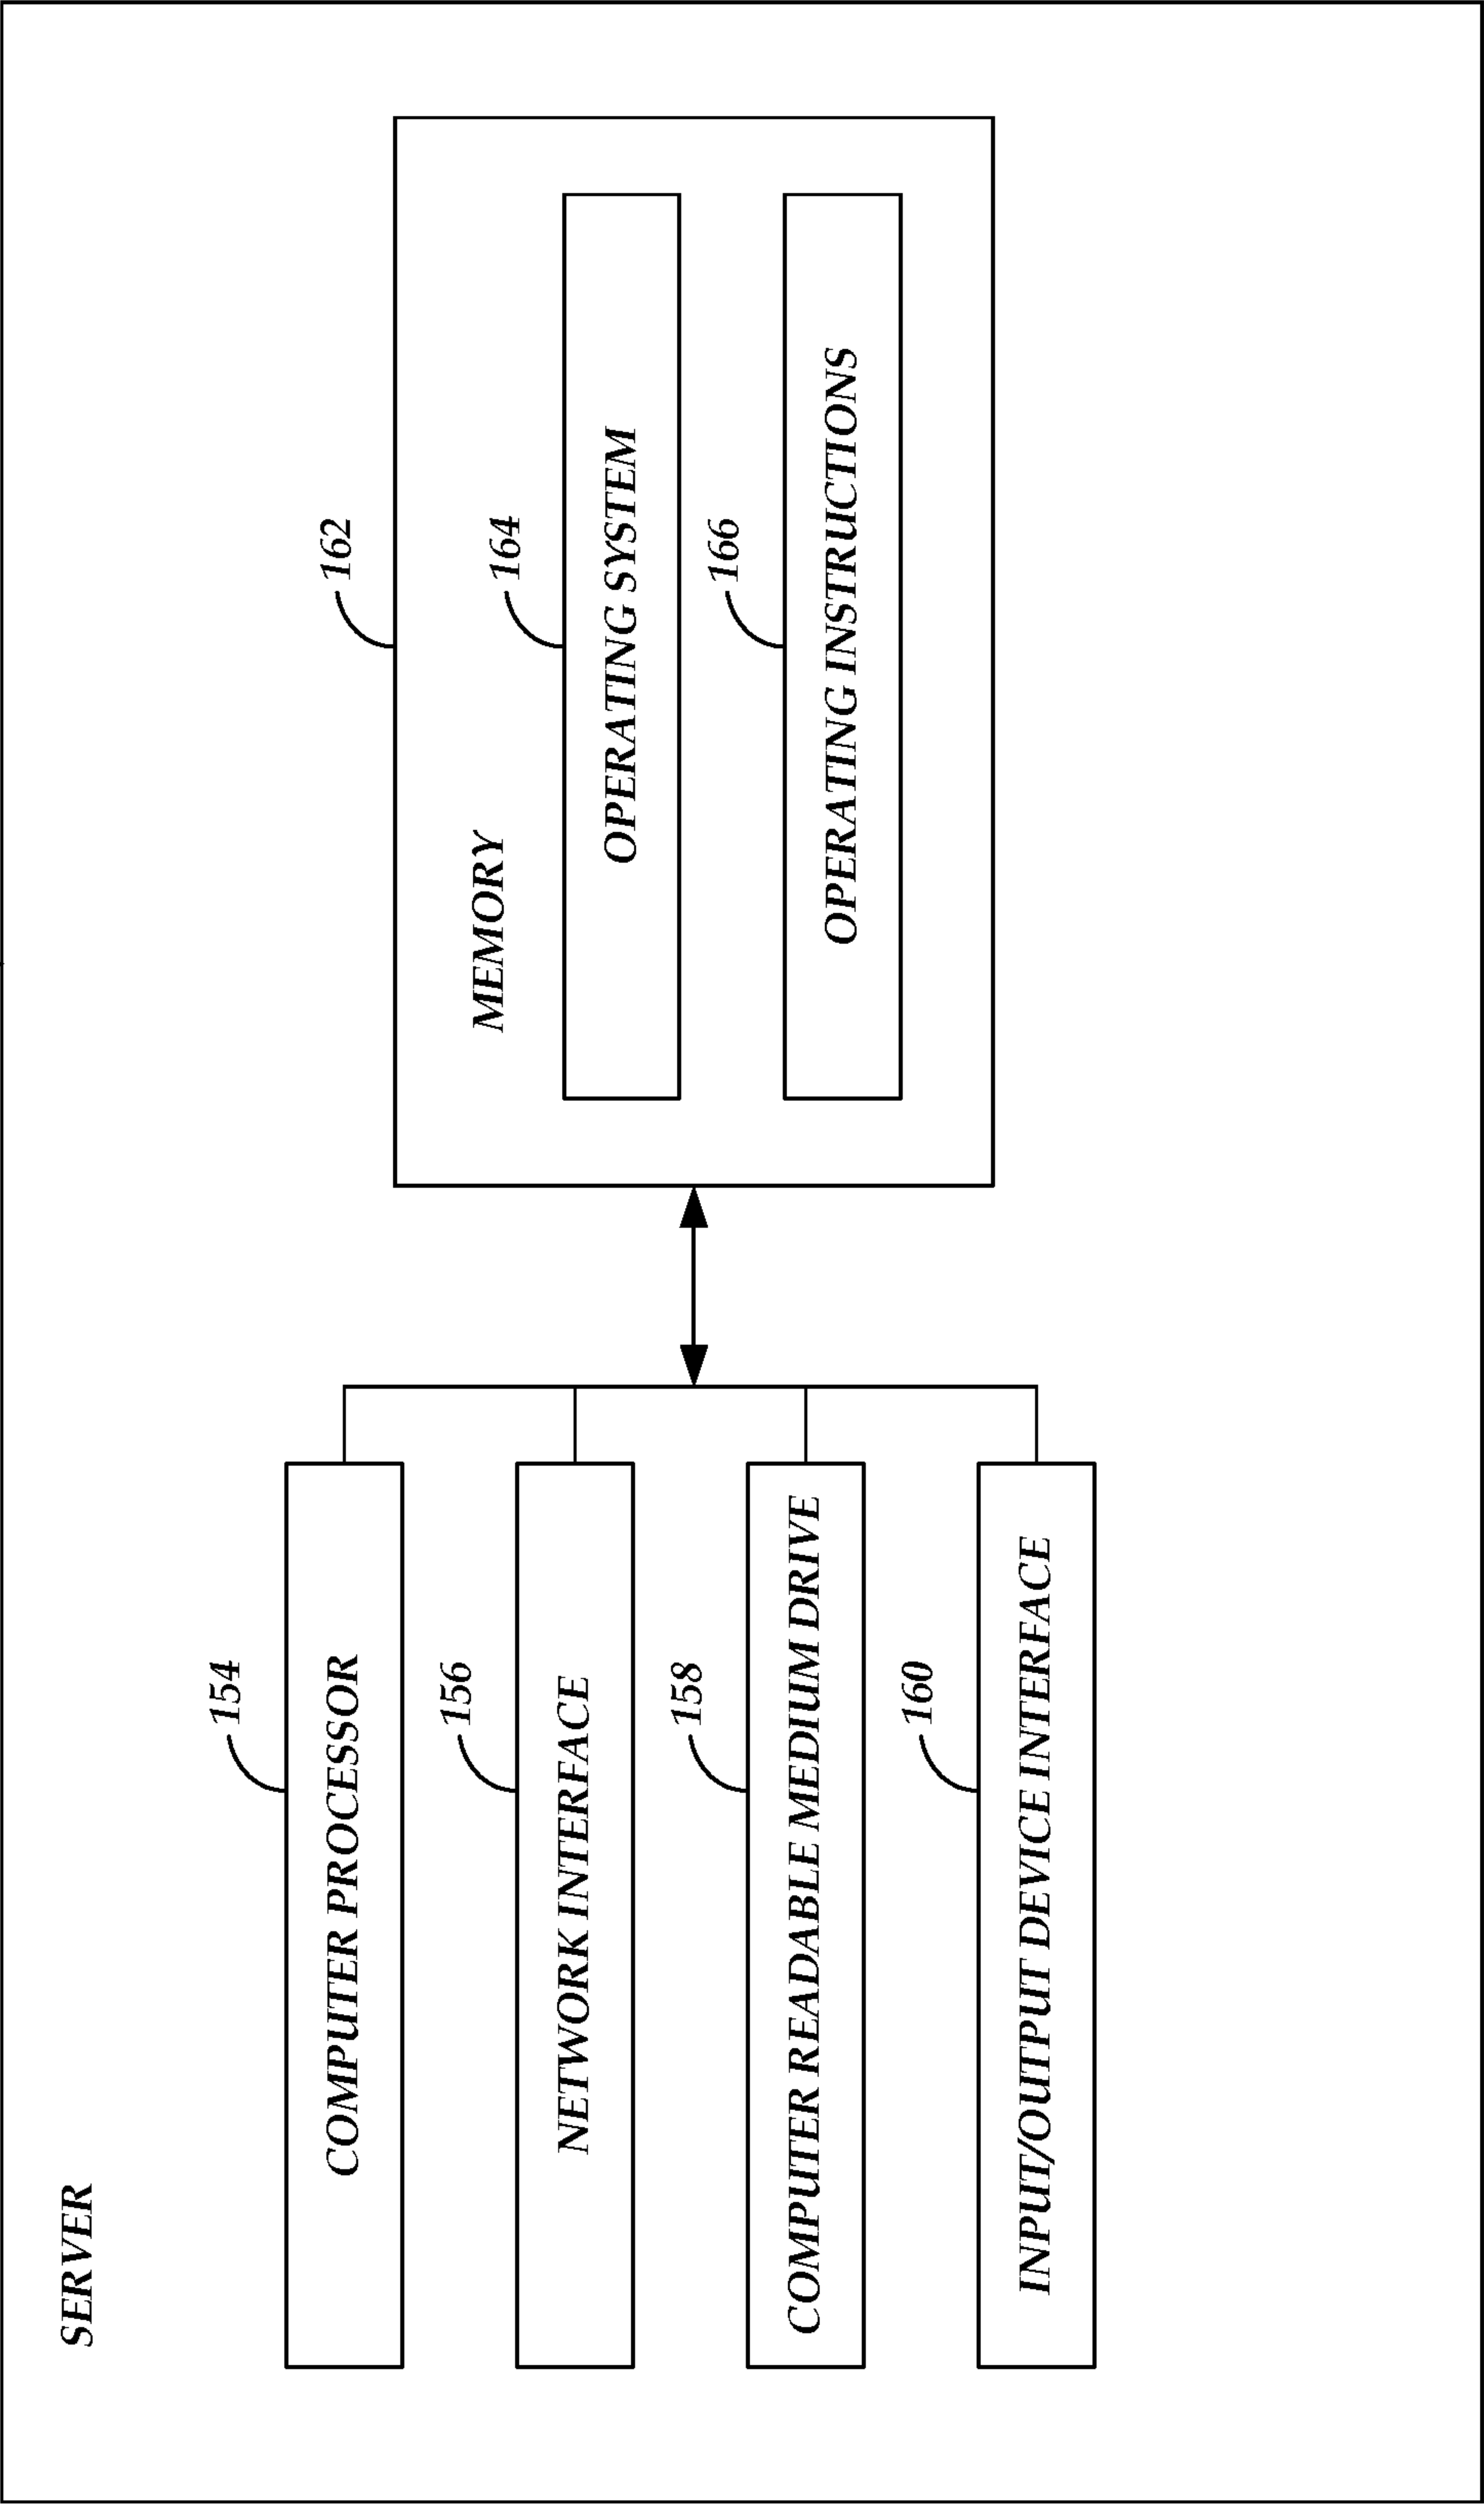 SERVER
154
COMPUTER PROCESSOR
156
NETWORK INTERFACE
158
COMPUTER READABLE MEDIUM DRIVE
160
INPUT/OUTPUT DEVICE INTERFACE
162
MEMORY
164
OPERATING SYSTEM
166
OPERATING INSTRUCTIONS